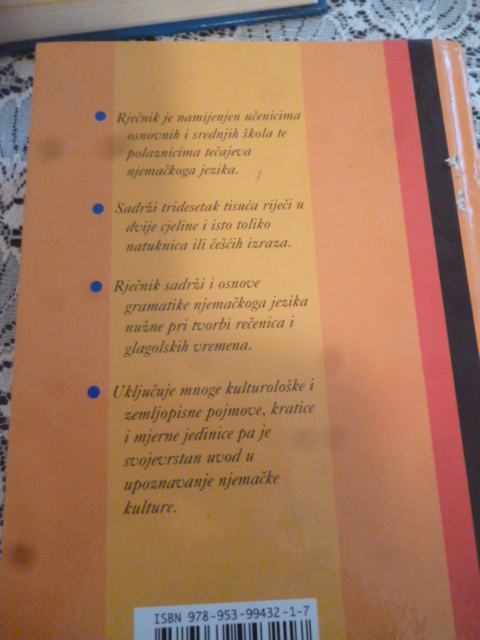 • Rječnik je namijenjen učenicima
osnovnih i srednjih škola te
polaznicima tečajeva
njemačkoga jezika.
• Sadrži tridesetak tisuća riječi u
dvije cjeline i isto toliko
natuknica ili češćih izraza.
• Rječnik sadrži i osnove
gramatike njemačkoga jezika
nužne pri tvorbi rečenica i
glagolskih vremena.
• Uključuje mnoge kulturološke i
zemljopisne pojmove, kratice
i mjerne jedinice pa je
svojevrstan uvod u
upoznavanje njemačke
kulture.
ISBN 978-953-99432-1-7